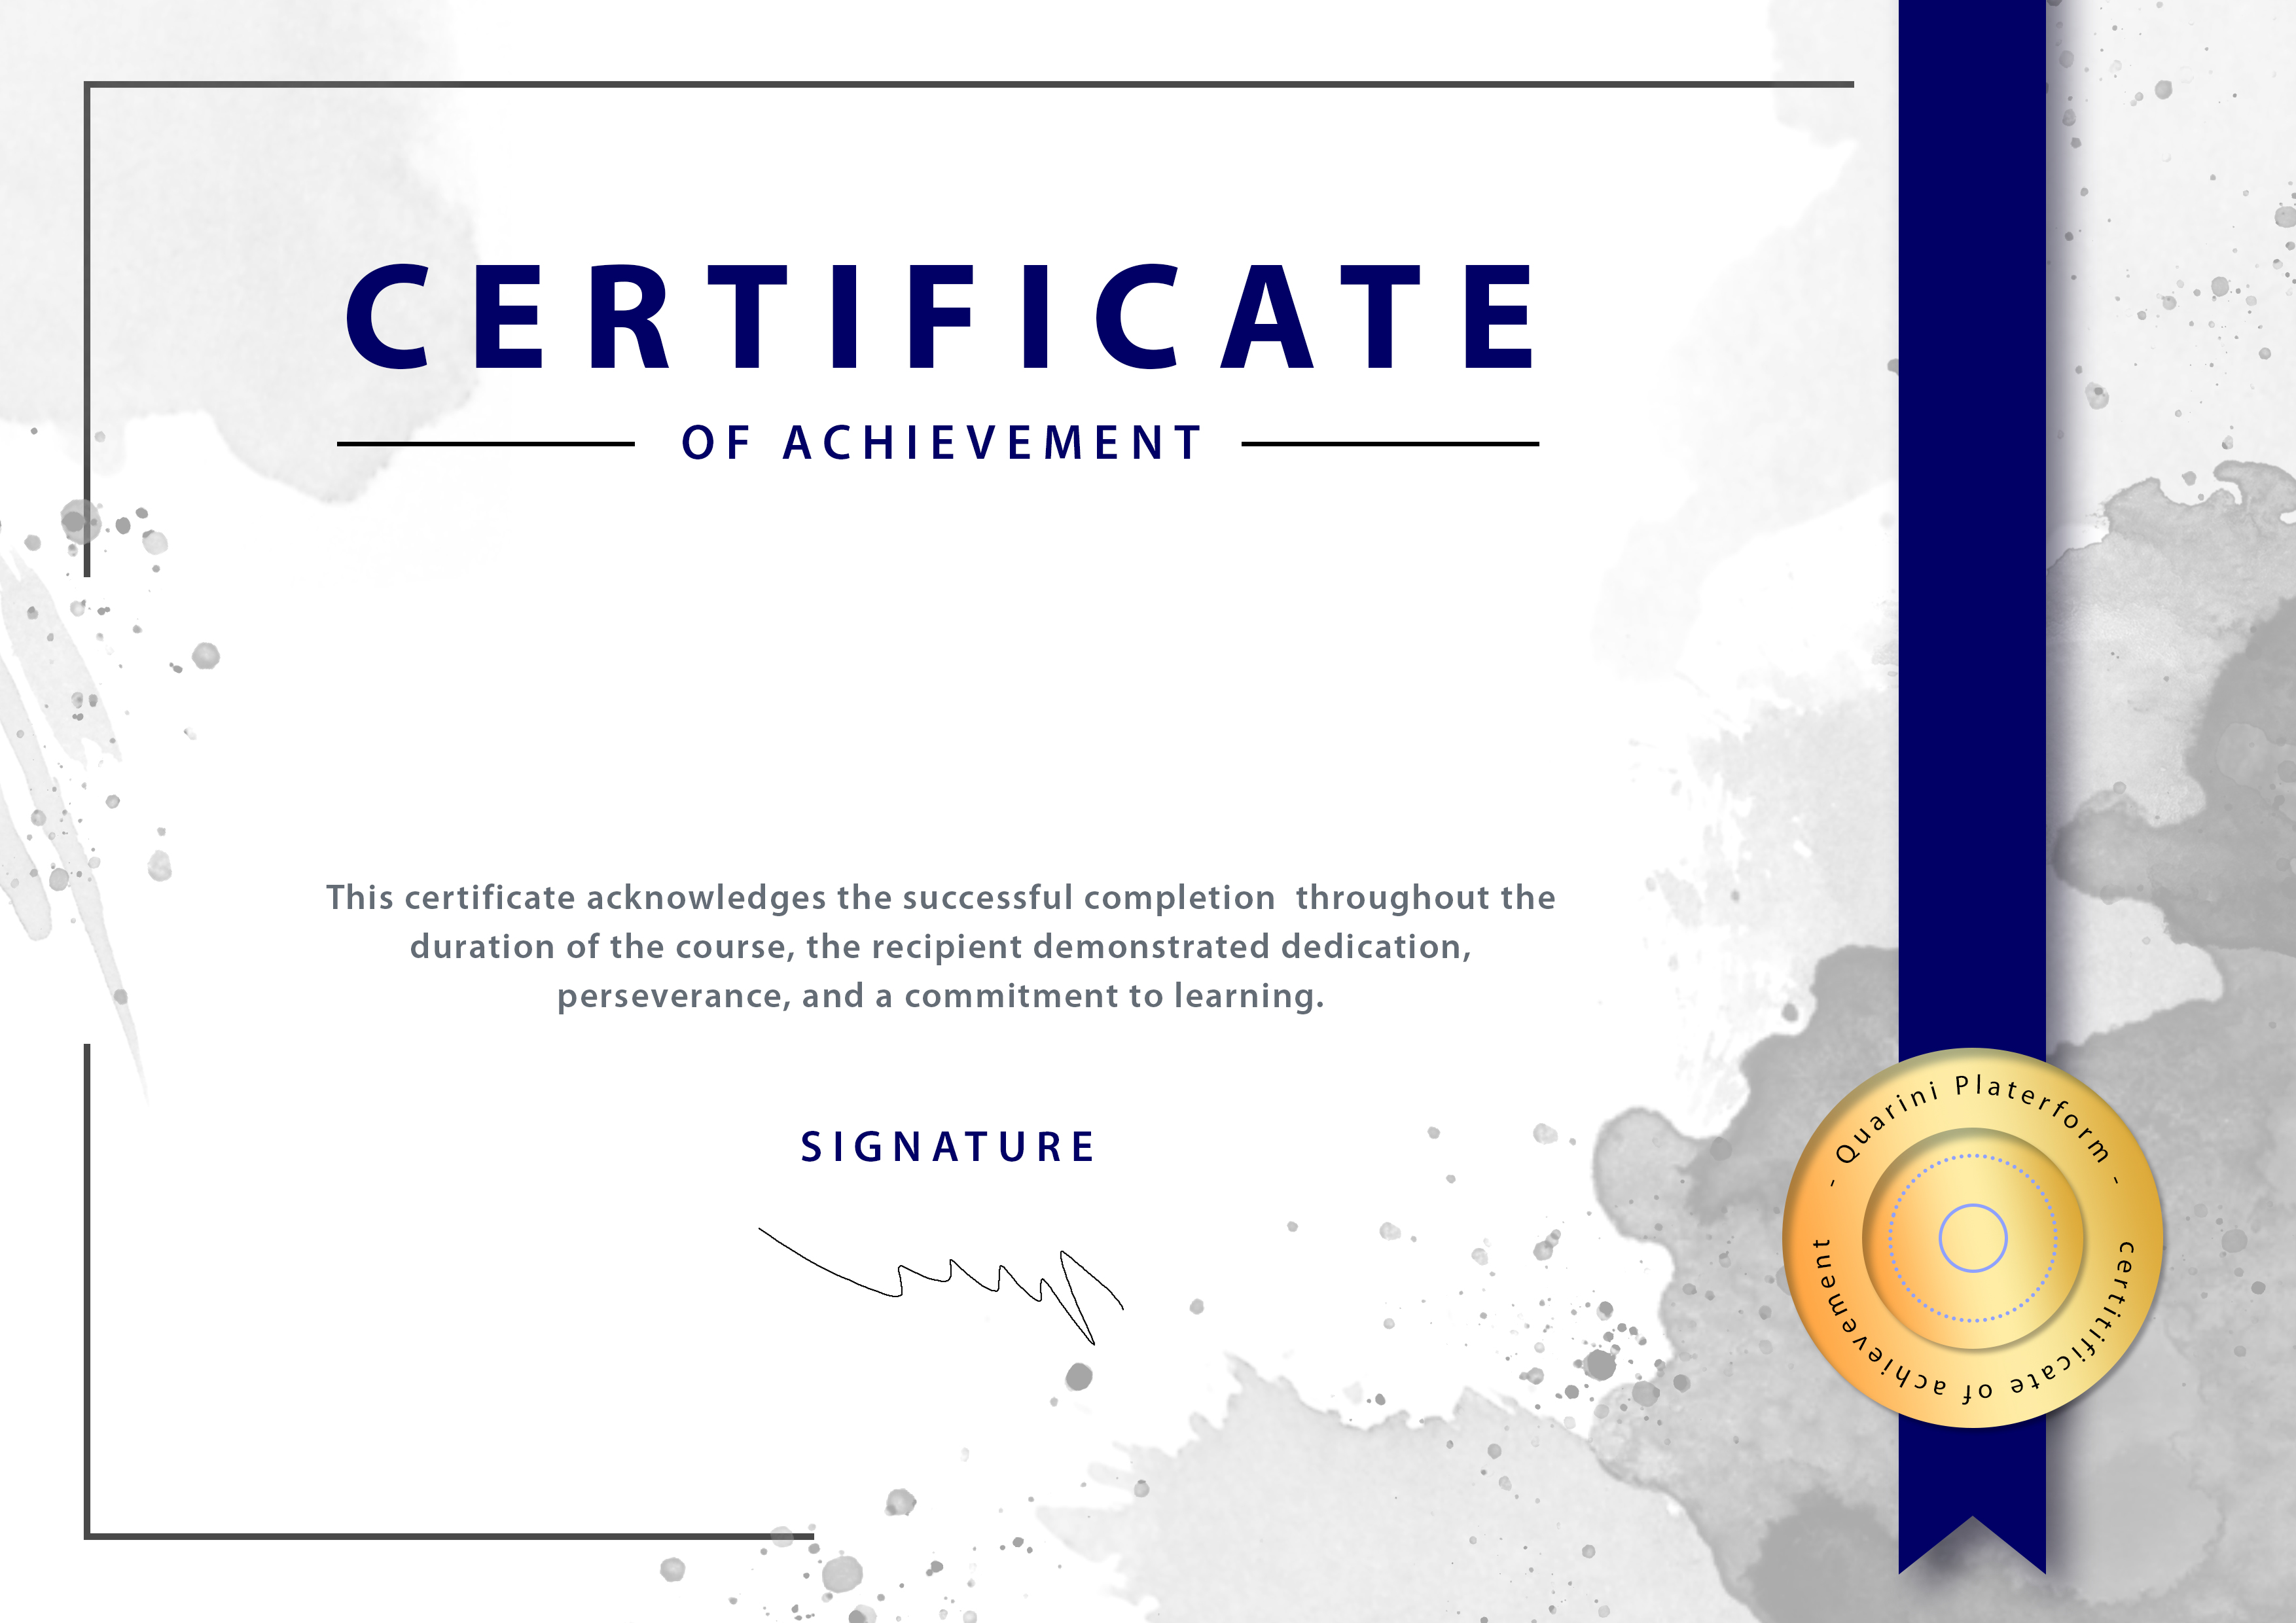 CERTIFICATE
OF ACHIEVEMENT
This certificate acknowledges the successful completion  throughout the
duration of the course, the recipient demonstrated dedication,
perseverance, and a commitment to learning.
SIGNATURE
- Quarini Platerform -
certitificate of achievement